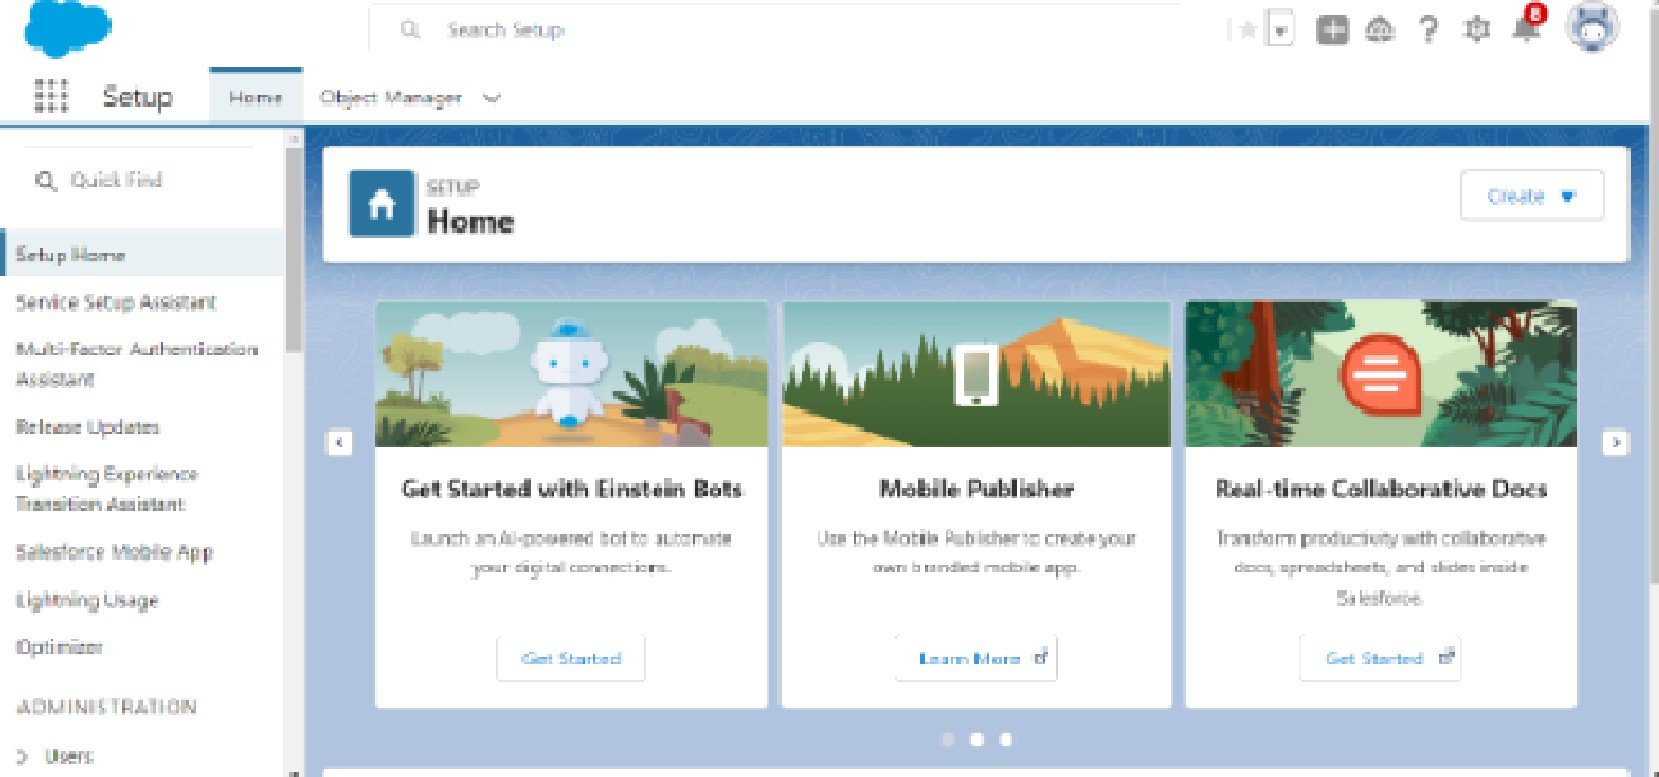 Search Setup
8
Setup
Home
Object Manager
Quick Find
Setup Home
Service Setup Assistant
Multi-Factor Authentication
Assistant
Release Updates
Lightning Experience
Transition Assistant
Salesforce Mobile App
Lightning Usage
Optimizer
ADMINISTRATION
Users
SETUP
Home
Create
Get Started with Einstein Bots
Launch an AI-powered bot to automate
your digital connections.
Get Started
Mobile Publisher
Use the Mobile Publisher to create your
own branded mobile app.
Learn More
Real-time Collaborative Docs
Transform productivity with collaborative
docs, spreadsheets, and slides inside
Salesforce.
Get Started